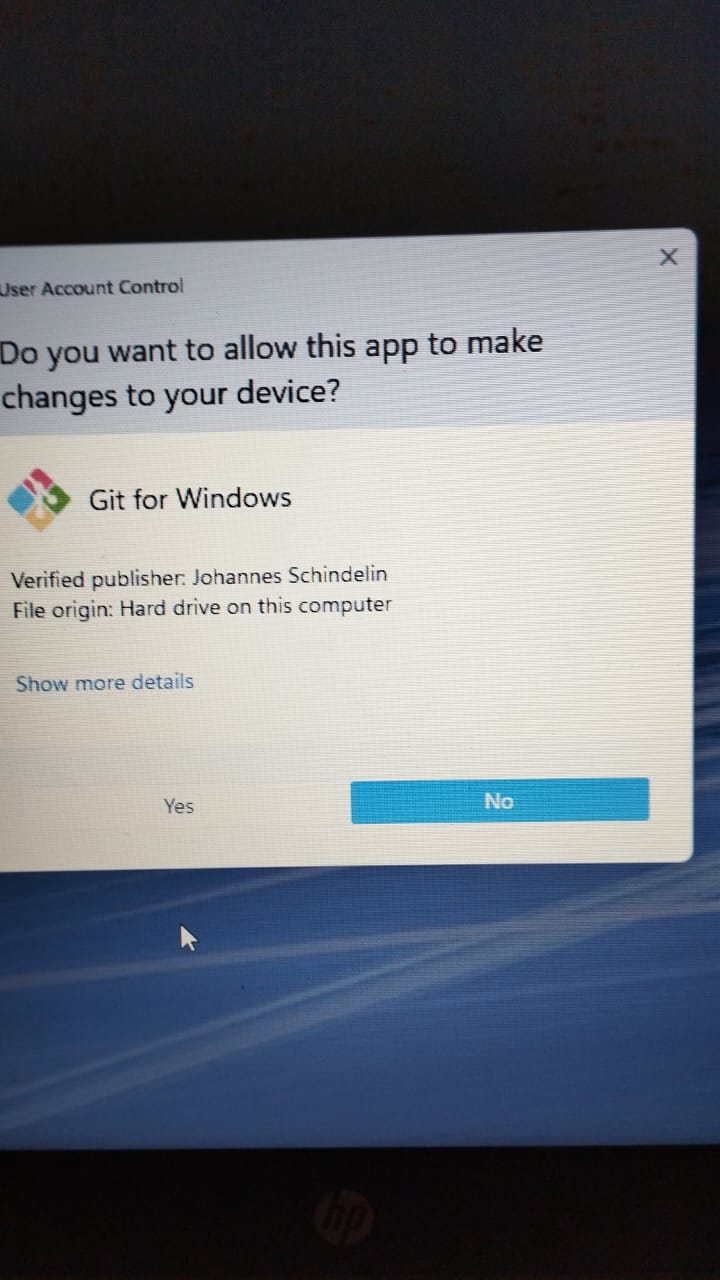 User Account Control
Do you want to allow this app to make
changes to your device?
Git for Windows
Verified publisher: Johannes Schindelin
File origin: Hard drive on this computer
Show more details
Yes
No
hp